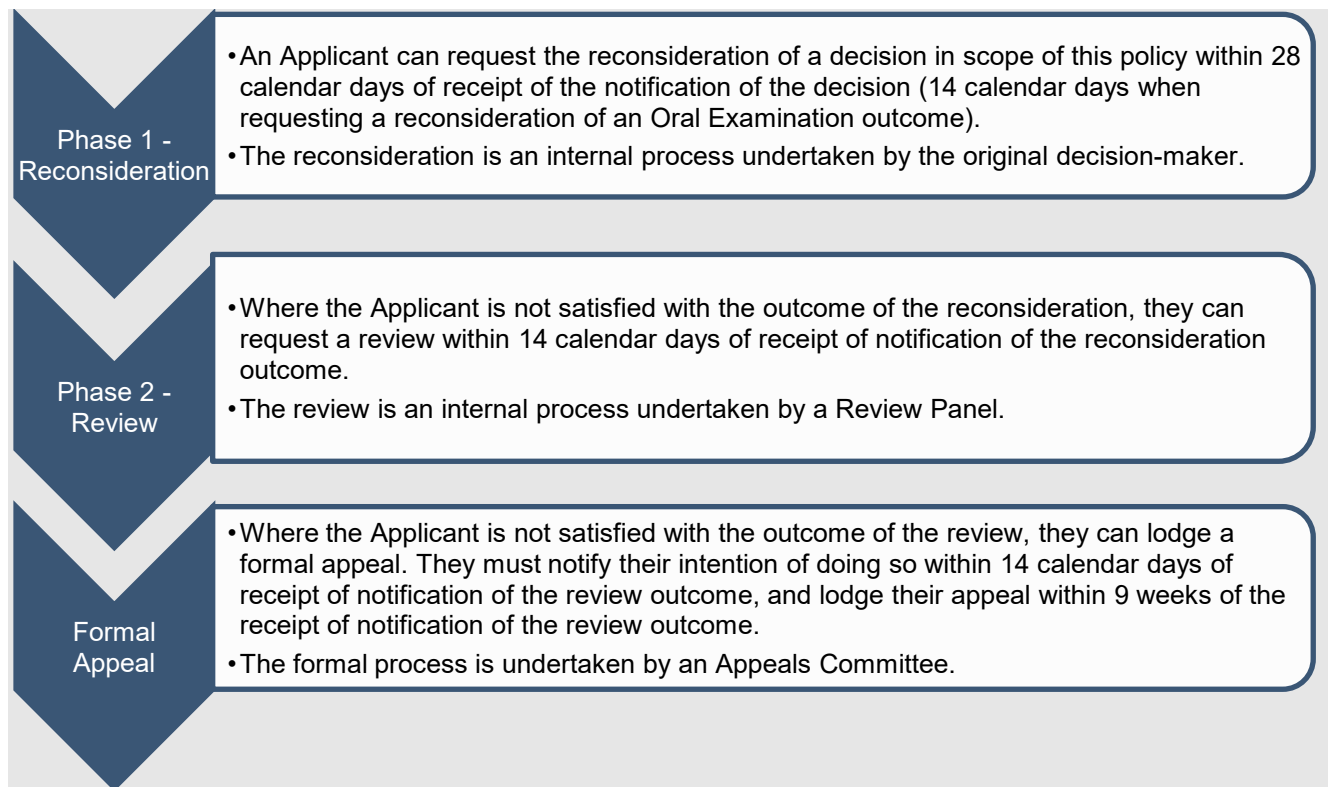 Phase 1 -
Reconsideration
•An Applicant can request the reconsideration of a decision in scope of this policy within 28
calendar days of receipt of the notification of the decision (14 calendar days when
requesting a reconsideration of an Oral Examination outcome).
•The reconsideration is an internal process undertaken by the original decision-maker.
Phase 2 -
Review
•Where the Applicant is not satisfied with the outcome of the reconsideration, they can
request a review within 14 calendar days of receipt of notification of the reconsideration
outcome.
•The review is an internal process undertaken by a Review Panel.
Formal
Appeal
•Where the Applicant is not satisfied with the outcome of the review, they can lodge a
formal appeal. They must notify their intention of doing so within 14 calendar days of
receipt of notification of the review outcome, and lodge their appeal within 9 weeks of the
receipt of notification of the review outcome.
•The formal process is undertaken by an Appeals Committee.